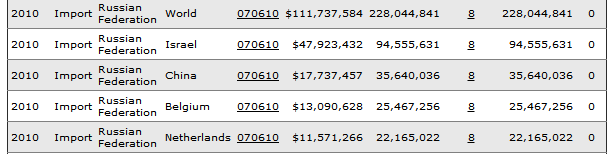 2010 Import Russian Federation World 070610 $111,737,584 228,044,841 8 228,044,841 0
2010 Import Russian Federation Israel 070610 $47,923,432 94,555,631 8 94,555,631 0
2010 Import Russian Federation China 070610 $17,737,457 35,640,036 8 35,640,036 0
2010 Import Russian Federation Belgium 070610 $13,090,628 25,467,256 8 25,467,256 0
2010 Import Russian Federation Netherlands 070610 $11,571,266 22,165,022 8 22,165,022 0